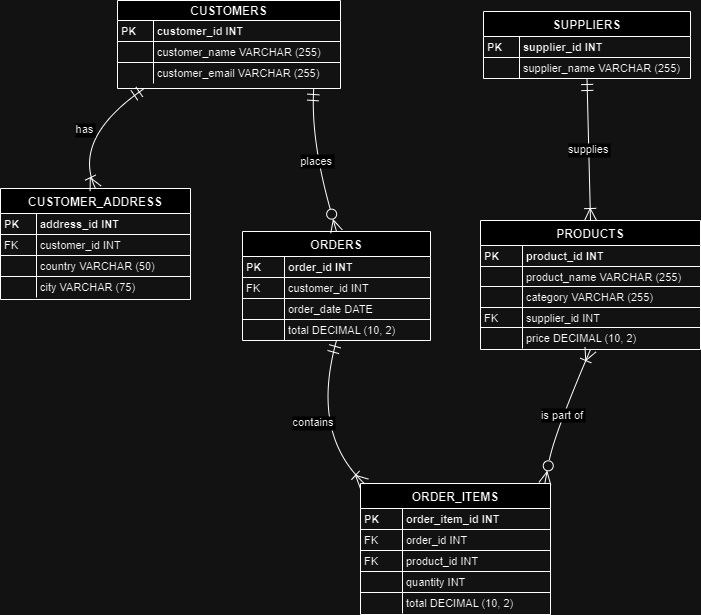 CUSTOMERS
PK customer_id INT
customer_name VARCHAR (255)
customer_email VARCHAR (255)
SUPPLIERS
PK supplier_id INT
supplier_name VARCHAR (255)
has
places
supplies
CUSTOMER_ADDRESS
PK address_id INT
FK customer_id INT
country VARCHAR (50)
city VARCHAR (75)
ORDERS
PK order_id INT
FK customer_id INT
order_date DATE
total DECIMAL (10, 2)
PRODUCTS
PK product_id INT
product_name VARCHAR (255)
category VARCHAR (255)
FK supplier_id INT
price DECIMAL (10, 2)
contains
is part of
ORDER_ITEMS
PK order_item_id INT
FK order_id INT
FK product_id INT
quantity INT
total DECIMAL (10, 2)